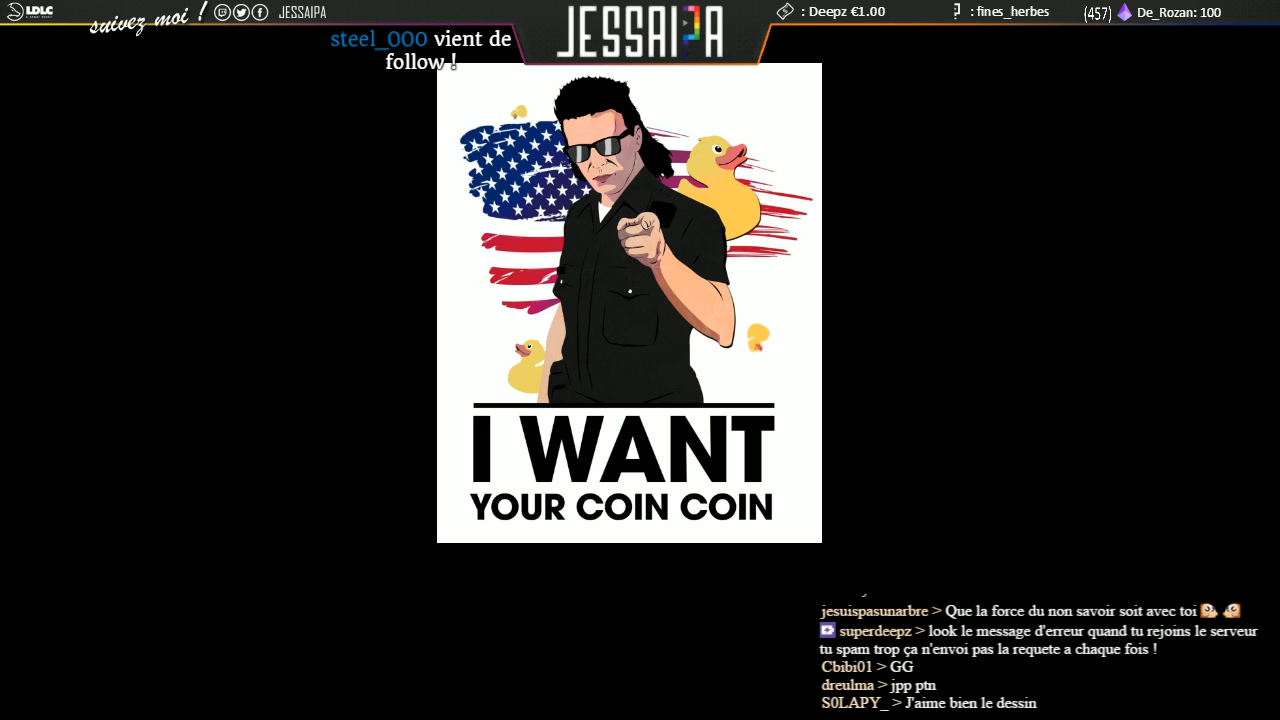 LDLC
suivez moi !
JESSAIPA
JESSAIPA
: Deepz €1.00
: fines_herbes
(457)
De_Rozan: 100
steel_000 vient de
follow !
I WANT
YOUR COIN COIN
jesuispasunarbre > Que la force du non savoir soit avec toi
superdeepz > look le message d'erreur quand tu rejoins le serveur
tu spam trop ça n'envoi pas la requete a chaque fois !
Cbibi01 > GG
dreulma > jpp ptn
S0LAPY_ > J'aime bien le dessin